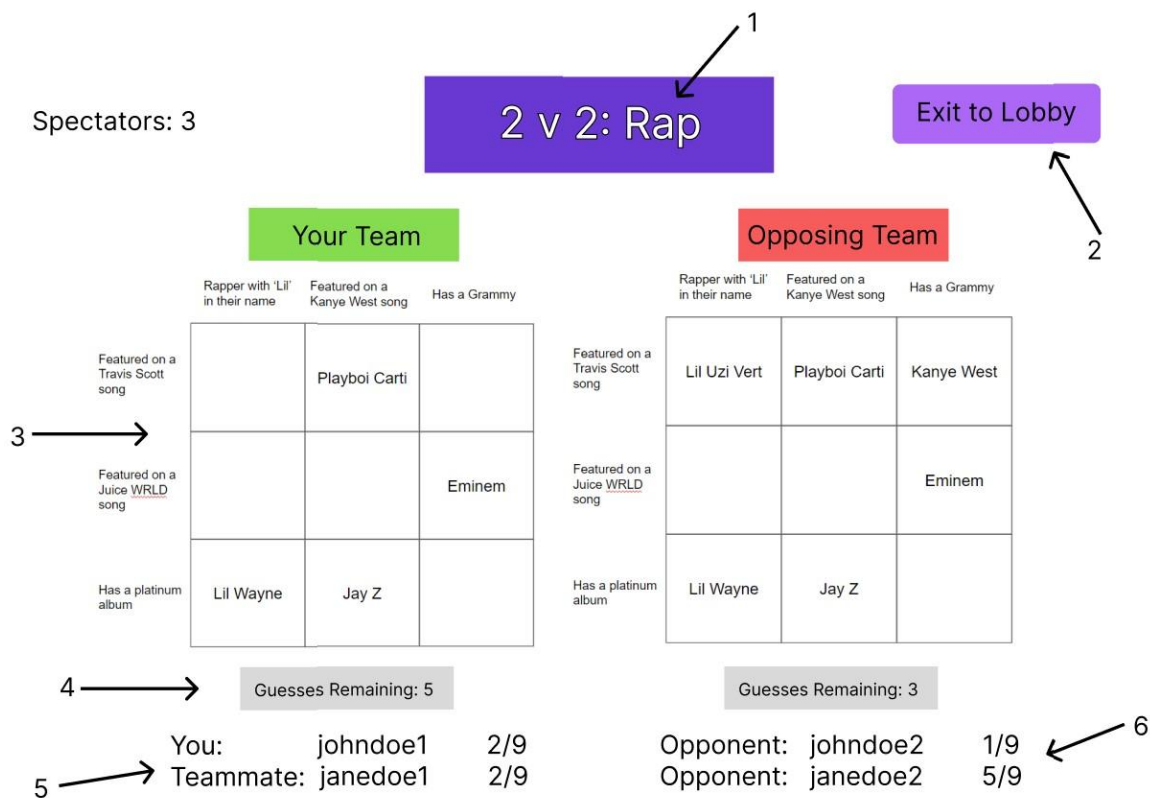 1
Spectators: 3
2 v 2: Rap
Exit to Lobby
2
Your Team
Opposing Team
Rapper with ‘Lil’
in their name
Featured on a
Kanye West song
Has a Grammy
Rapper with ‘Lil’
in their name
Featured on a
Kanye West song
Has a Grammy
Featured on a
Travis Scott
song
Playboi Carti
Featured on a
Travis Scott
song
Lil Uzi Vert
Playboi Carti
Kanye West
3
Featured on a
Juice WRLD
song
Eminem
Featured on a
Juice WRLD
song
Eminem
Has a platinum
album
Lil Wayne
Jay Z
Has a platinum
album
Lil Wayne
Jay Z
4
Guesses Remaining: 5
Guesses Remaining: 3
You: johndoe1 2/9
Teammate: janedoe1 2/9
5
Opponent: johndoe2 1/9
Opponent: janedoe2 5/9
6